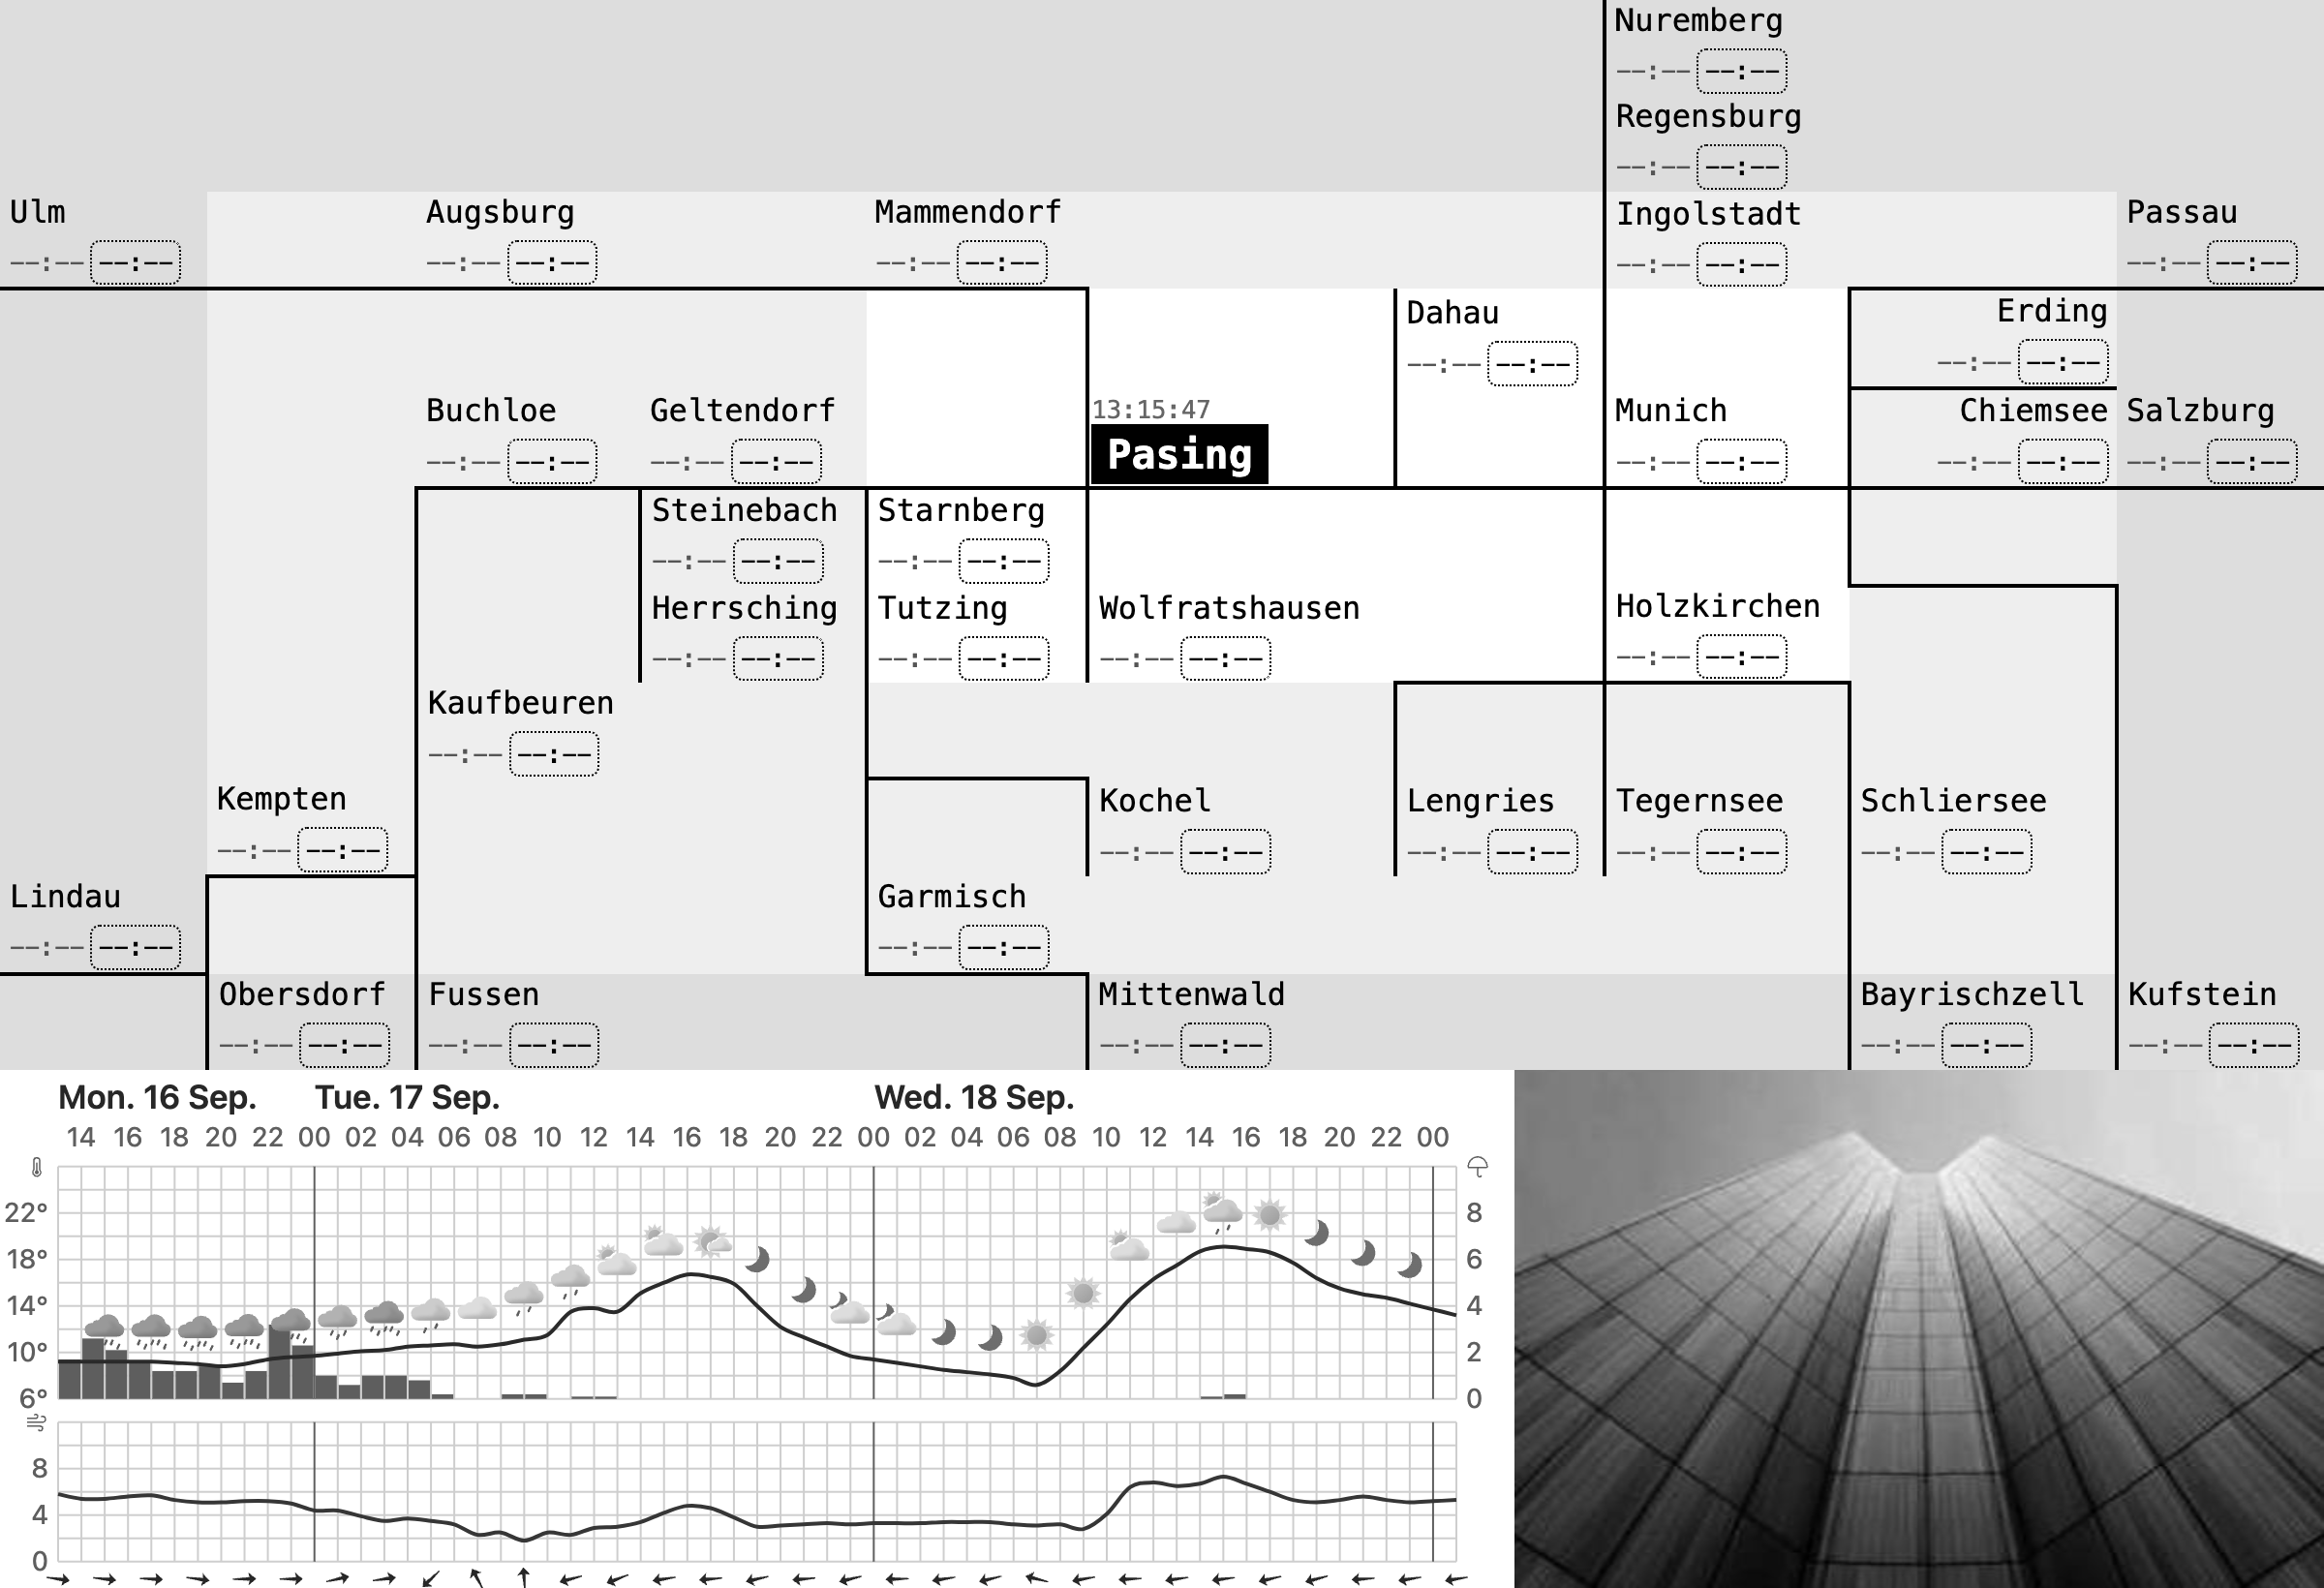 Nuremberg
--:-- --:--
Regensburg
--:-- --:--
Ulm Augsburg Mammendorf Ingolstadt Passau
--:-- --:-- --:-- --:-- --:-- --:-- --:-- --:-- --:-- --:--
Dahau Erding
--:-- --:-- --:-- --:--
13:15:47
Buchloe Geltendorf Pasing Munich Chiemsee Salzburg
--:-- --:-- --:-- --:-- --:-- --:-- --:-- --:-- --:-- --:--
Steinebach Starnberg
--:-- --:-- --:-- --:--
Herrsching Tutzing Wolfratshausen Holzkirchen
--:-- --:-- --:-- --:-- --:-- --:-- --:-- --:--
Kaufbeuren
--:-- --:--
Kempten Kochel Lengries Tegernsee Schliersee
--:-- --:-- --:-- --:-- --:-- --:-- --:-- --:-- --:-- --:--
Lindau Garmisch
--:-- --:-- --:-- --:--
Obersdorf Fussen Mittenwald Bayrischzell Kufstein
--:-- --:-- --:-- --:-- --:-- --:-- --:-- --:-- --:-- --:--
Mon. 16 Sep. Tue. 17 Sep. Wed. 18 Sep.
14 16 18 20 22 00 02 04 06 08 10 12 14 16 18 20 22 00 02 04 06 08 10 12 14 16 18 20 22 00
22° 8
18° 6
14° 4
10° 2
6° 0
8
4
0